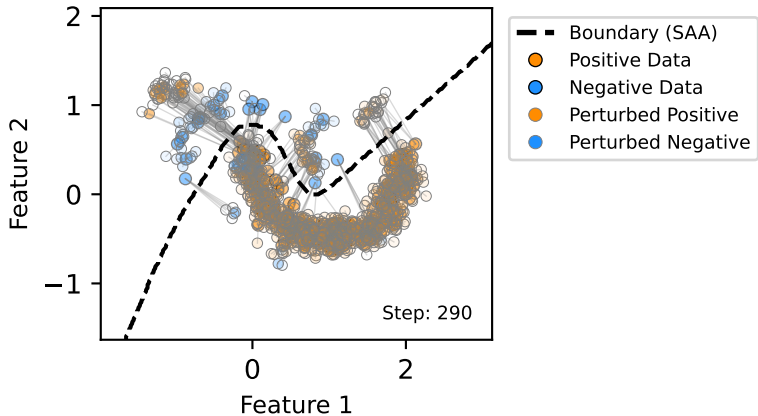 2
1
0
−1
0
2
Feature 2
Feature 1
Step: 290
Boundary (SAA)
Positive Data
Negative Data
Perturbed Positive
Perturbed Negative